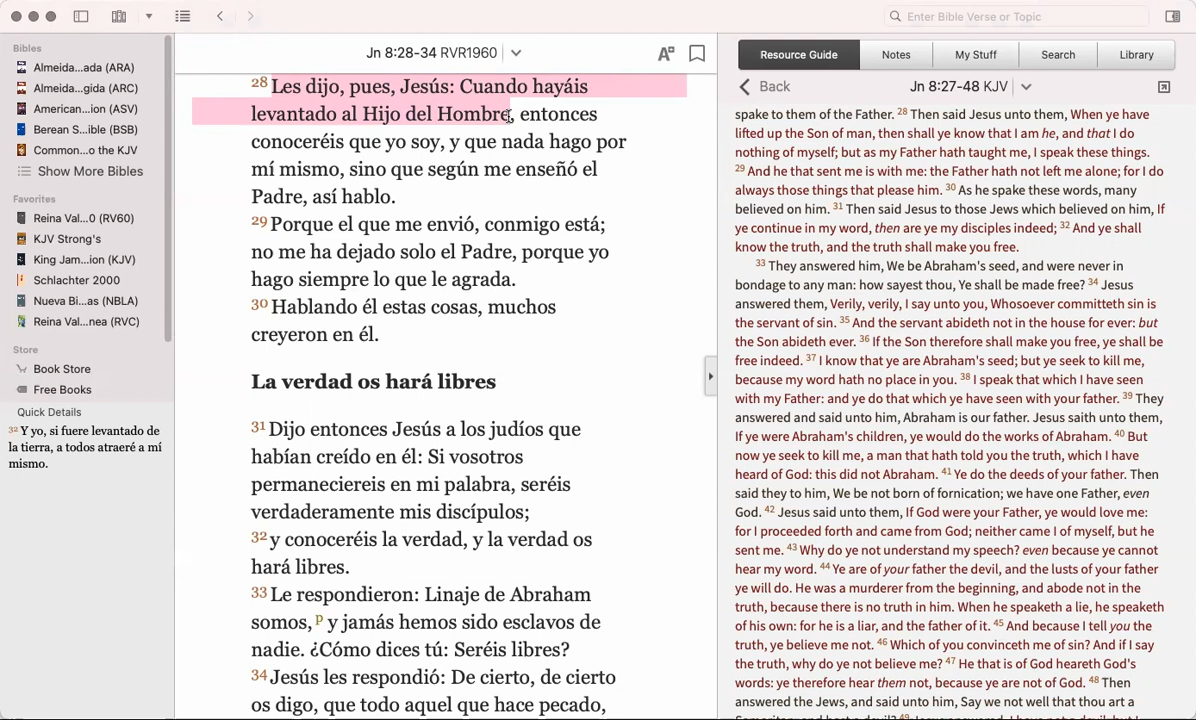 Enter Bible Verse or Topic
Bibles
Almeida...ada (ARA)
Almeida...gida (ARC)
American...ion (ASV)
Berean S...ible (BSB)
Common...o the KJV
Show More Bibles
Favorites
Reina Val...0 (RV60)
KJV Strong's
King Jam...ion (KJV)
Schlachter 2000
Nueva Bi...as (NBLA)
Reina Val...nea (RVC)
Store
Book Store
Free Books
Quick Details
32 Y yo, si fuere levantado de
la tierra, a todos atraeré a mí
mismo.
Jn 8:28-34 RVR1960
28 Les dijo, pues, Jesús: Cuando hayáis
levantado al Hijo del Hombre, entonces
conoceréis que yo soy, y que nada hago por
mí mismo, sino que según me enseñó el
Padre, así hablo.
29 Porque el que me envió, conmigo está;
no me ha dejado solo el Padre, porque yo
hago siempre lo que le agrada.
30 Hablando él estas cosas, muchos
creyeron en él.
La verdad os hará libres
31 Dijo entonces Jesús a los judíos que
habían creído en él: Si vosotros
permaneciereis en mi palabra, seréis
verdaderamente mis discípulos;
32 y conoceréis la verdad, y la verdad os
hará libres.
33 Le respondieron: Linaje de Abraham
somos, p y jamás hemos sido esclavos de
nadie. ¿Cómo dices tú: Seréis libres?
34 Jesús les respondió: De cierto, de cierto
os digo, que todo aquel que hace pecado,
Resource Guide
Notes
My Stuff
Search
Library
Back
Jn 8:27-48 KJV
spake to them of the Father. 28 Then said Jesus unto them, When ye have
lifted up the Son of man, then shall ye know that I am he, and that I do
nothing of myself; but as my Father hath taught me, I speak these things.
29 And he that sent me is with me: the Father hath not left me alone; for I do
always those things that please him. 30 As he spake these words, many
believed on him. 31 Then said Jesus to those Jews which believed on him, If
ye continue in my word, then are ye my disciples indeed; 32 And ye shall
know the truth, and the truth shall make you free.
33 They answered him, We be Abraham's seed, and were never in
bondage to any man: how sayest thou, Ye shall be made free? 34 Jesus
answered them, Verily, verily, I say unto you, Whosoever committeth sin is
the servant of sin. 35 And the servant abideth not in the house for ever: but
the Son abideth ever. 36 If the Son therefore shall make you free, ye shall be
free indeed. 37 I know that ye are Abraham's seed; but ye seek to kill me,
because my word hath no place in you. 38 I speak that which I have seen
with my Father: and ye do that which ye have seen with your father. 39 They
answered and said unto him, Abraham is our father. Jesus saith unto them,
If ye were Abraham's children, ye would do the works of Abraham. 40 But
now ye seek to kill me, a man that hath told you the truth, which I have
heard of God: this did not Abraham. 41 Ye do the deeds of your father. Then
said they to him, We be not born of fornication; we have one Father, even
God. 42 Jesus said unto them, If God were your Father, ye would love me:
for I proceeded forth and came from God; neither came I of myself, but he
sent me. 43 Why do ye not understand my speech? even because ye cannot
hear my word. 44 Ye are of your father the devil, and the lusts of your father
ye will do. He was a murderer from the beginning, and abode not in the
truth, because there is no truth in him. When he speaketh a lie, he speaketh
of his own: for he is a liar, and the father of it. 45 And because I tell you the
truth, ye believe me not. 46 Which of you convinceth me of sin? And if I say
the truth, why do ye not believe me? 47 He that is of God heareth God's
words: ye therefore hear them not, because ye are not of God. 48 Then
answered the Jews, and said unto him, Say we not well that thou art a